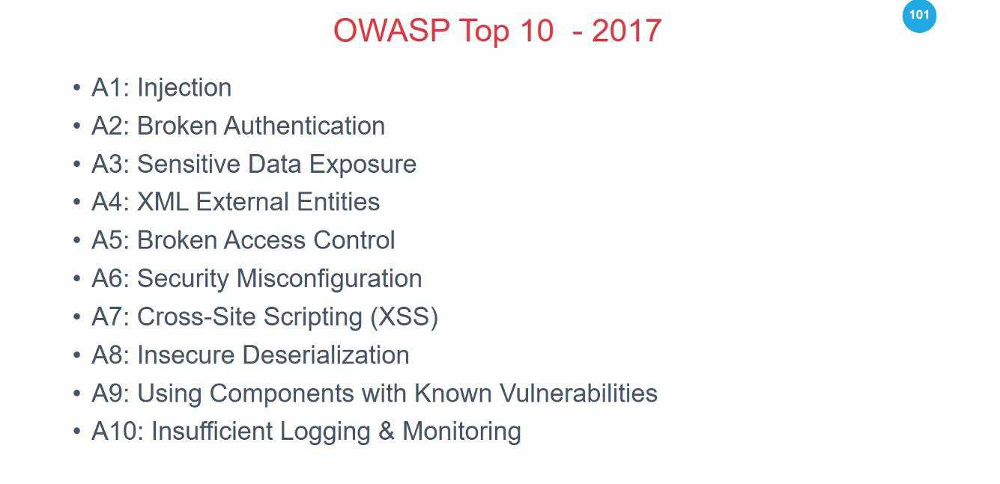 OWASP Top 10 - 2017
101
• A1: Injection
• A2: Broken Authentication
• A3: Sensitive Data Exposure
• A4: XML External Entities
• A5: Broken Access Control
• A6: Security Misconfiguration
• A7: Cross-Site Scripting (XSS)
• A8: Insecure Deserialization
• A9: Using Components with Known Vulnerabilities
• A10: Insufficient Logging & Monitoring